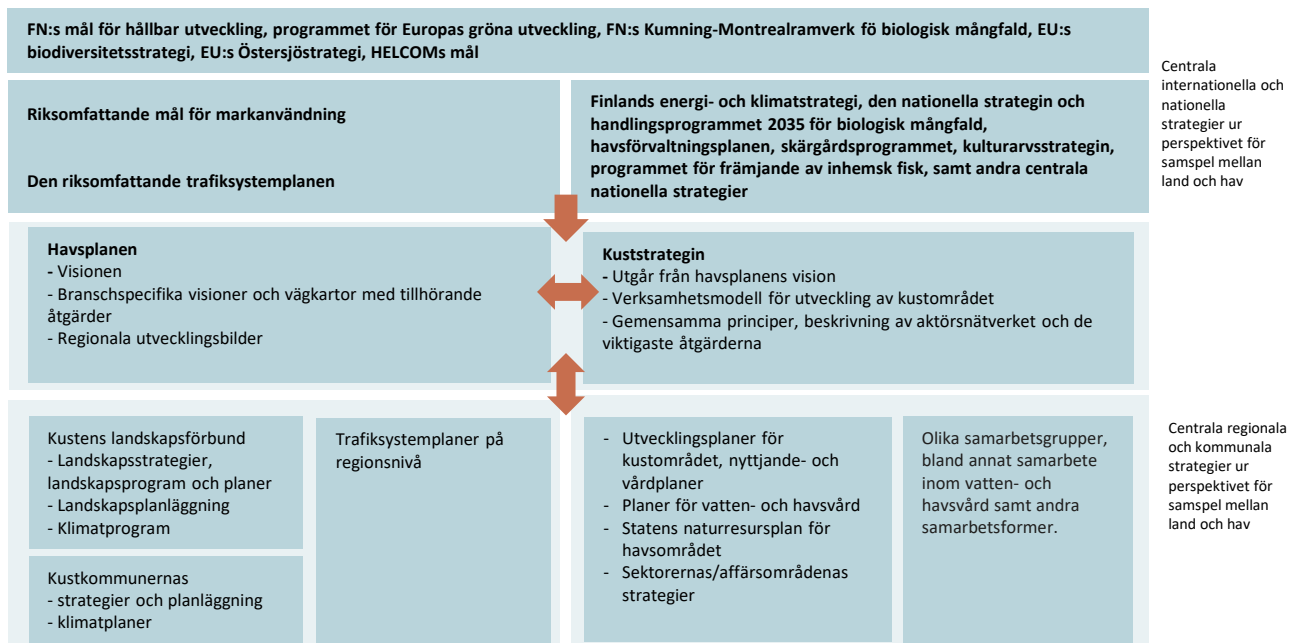 FN:s mål för hållbar utveckling, programmet för Europas gröna utveckling, FN:s Kumning-Montrealramverk fö biologisk mångfald, EU:s
biodiversitetsstrategi, EU:s Östersjöstrategi, HELCOMs mål
Centrala
internationella och
nationella
strategier ur
perspektivet för
samspel mellan
land och hav
Riksomfattande mål för markanvändning
Den riksomfattande trafiksystemplanen
Finlands energi- och klimatstrategi, den nationella strategin och
handlingsprogrammet 2035 för biologisk mångfald,
havsförvaltningsplanen, skärgårdsprogrammet, kulturarvsstrategin,
programmet för främjande av inhemsk fisk, samt andra centrala
nationella strategier
Havsplanen
- Visionen
- Branschspecifika visioner och vägkartor med tillhörande
åtgärder
- Regionala utvecklingsbilder
Kuststrategin
- Utgår från havsplanens vision
- Verksamhetsmodell för utveckling av kustområdet
- Gemensamma principer, beskrivning av aktörsnätverket och de
viktigaste åtgärderna
Kustens landskapsförbund
- Landskapsstrategier,
landskapsprogram och planer
- Landskapsplanläggning
- Klimatprogram
Kustkommunernas
- strategier och planläggning
- klimatplaner
Trafiksystemplaner på
regionsnivå
- Utvecklingsplaner för
kustområdet, nyttjande- och
vårdplaner
- Planer för vatten- och havsvård
- Statens naturresursplan för
havsområdet
- Sektorernas/affärsområdenas
strategier
Olika samarbetsgrupper,
bland annat samarbete
inom vatten- och
havsvård samt andra
samarbetsformer.
Centrala regionala
och kommunala
strategier ur
perspektivet för
samspel mellan
land och hav